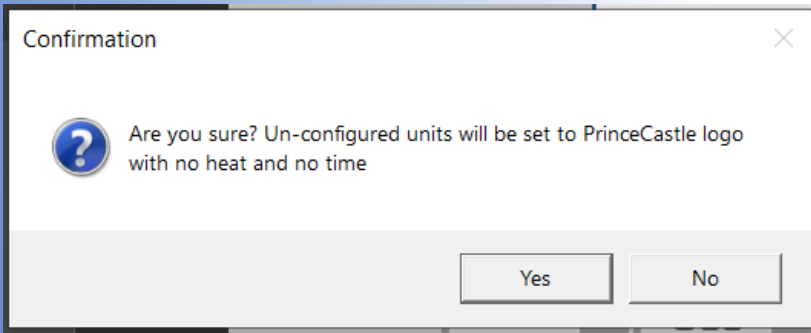 Confirmation
Are you sure? Un-configured units will be set to PrinceCastle logo
with no heat and no time
Yes
No